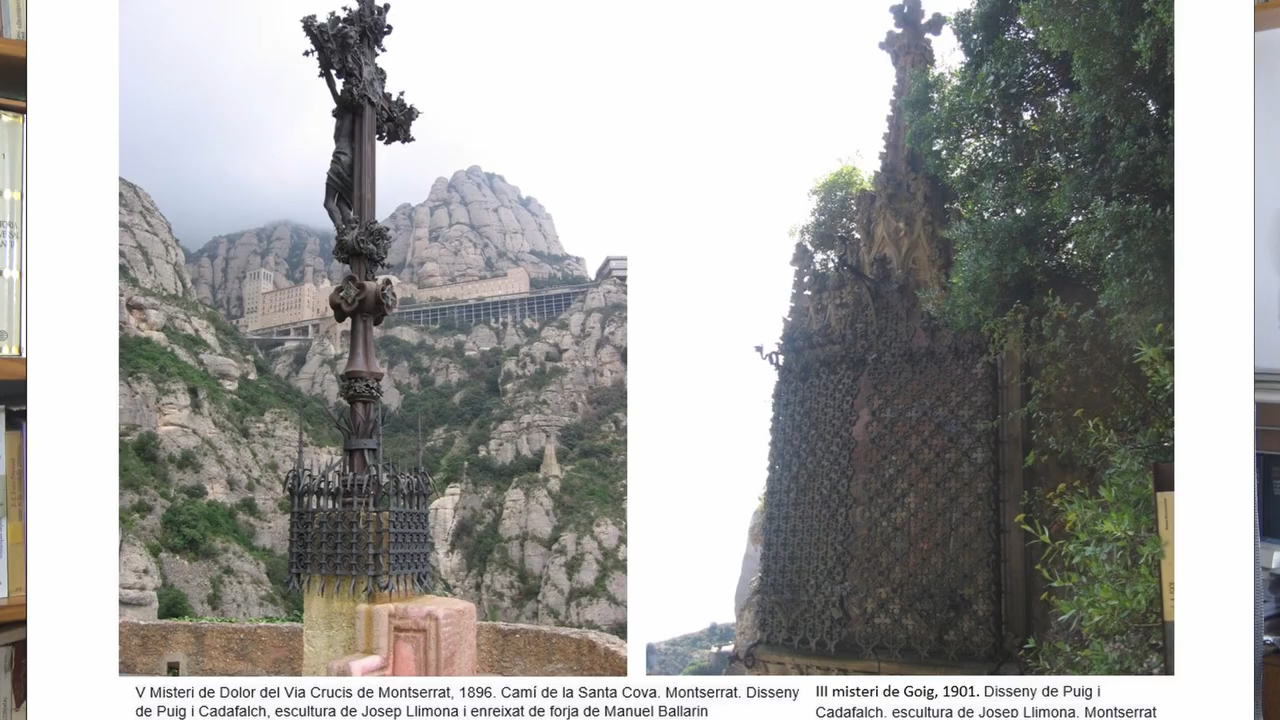 V Misteri de Dolor del Via Crucis de Montserrat, 1896. Camí de la Santa Cova. Montserrat. Disseny
de Puig i Cadafalch, escultura de Josep Llimona i enreixat de forja de Manuel Ballarin
III misteri de Goig, 1901. Disseny de Puig i
Cadafalch. escultura de Josep Llimona. Montserrat